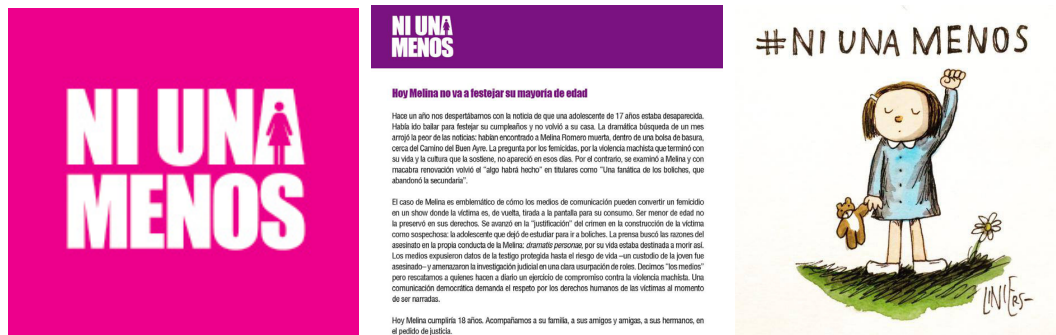 NI UNA
MENOS
NI UNA
MENOS
Hoy Melina no va a festejar su mayoría de edad
Hace un año nos despertábamos con la noticia de que una adolescente de 17 años estaba desaparecida.
Había ido bailar para festejar su cumpleaños y no volvió a su casa. La dramática búsqueda de un mes
arrojó la peor de las noticias: habían encontrado a Melina Romero muerta, dentro de una bolsa de basura,
cerca del Camino del Buen Ayre. La pregunta por los femicidas, por la violencia machista que terminó con
su vida y la cultura que la sostiene, no apareció en esos días. Por el contrario, se examinó a Melina y con
macabra renovación volvió el "algo habrá hecho" en titulares como "Una fanática de los boliches, que
abandonó la secundaria".
El caso de Melina es emblemático de cómo los medios de comunicación pueden convertir un femicidio
en un show donde la víctima es, de vuelta, tirada a la pantalla para su consumo. Ser menor de edad no
la preservó en sus derechos. Se avanzó en la "justificación" del crimen en la construcción de la víctima
como sospechosa: la adolescente que dejó de estudiar para ir a boliches. La prensa buscó las razones del
asesinato en la propia conducta de la Melina: dramatis personae, por su vida estaba destinada a morir así.
Los medios expusieron datos de la testigo protegida hasta el riesgo de vida –un custodio de la joven fue
asesinado– y amenazaron la investigación judicial en una clara usurpación de roles. Decimos "los medios"
pero rescatamos a quienes hacen a diario un ejercicio de compromiso contra la violencia machista. Una
comunicación democrática demanda el respeto por los derechos humanos de las víctimas al momento
de ser narradas.
Hoy Melina cumpliría 18 años. Acompañamos a su familia, a sus amigos y amigas, a sus hermanos, en
el pedido de justicia.
#NI UNA MENOS
LINIERS